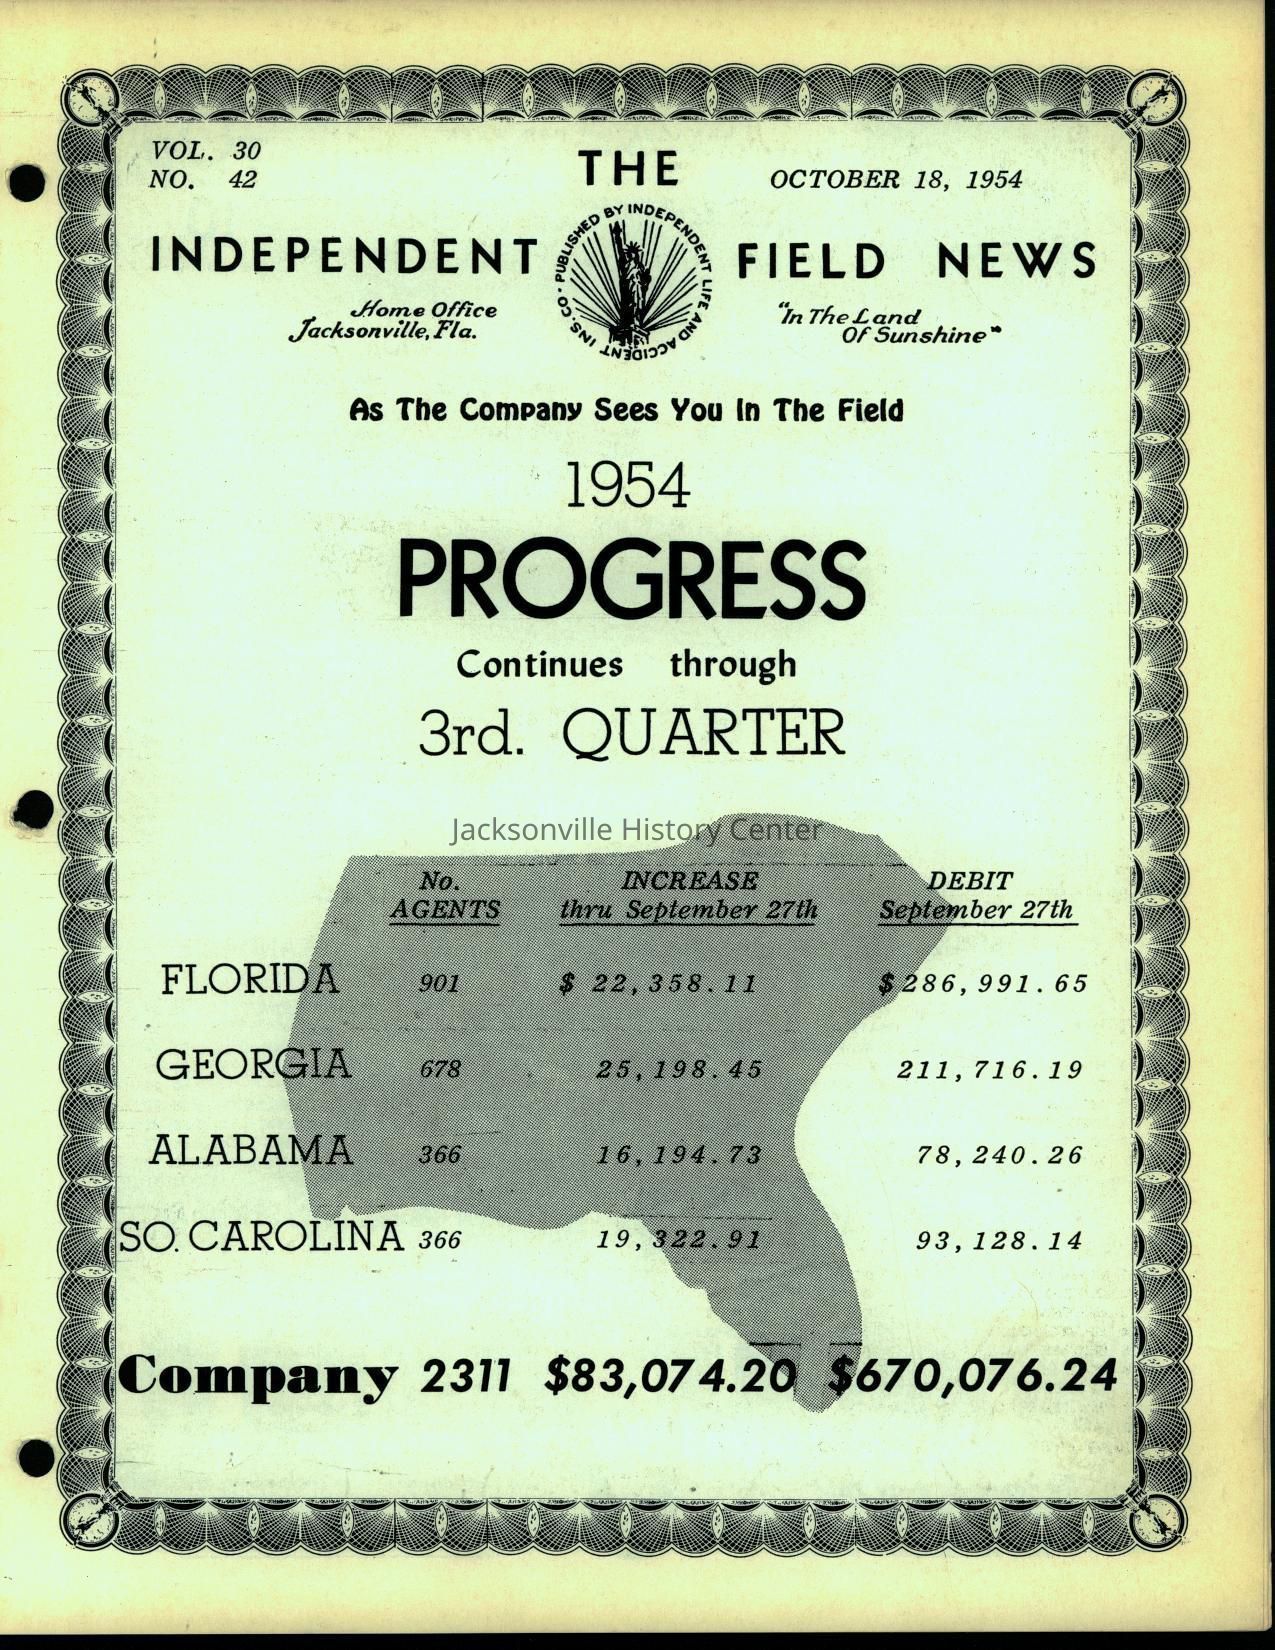 VOL. 30
NO. 42
THE
OCTOBER 18, 1954
INDEPENDENT FIELD NEWS
PUBLISHED BY INDEPENDENT LIFE AND ACCIDENT INS. CO.
Home Office
Jacksonville, Fla.
"In The Land
Of Sunshine"
As The Company Sees You In The Field
1954
PROGRESS
Continues through
3rd. QUARTER
Jacksonville History Center
No. INCREASE DEBIT
AGENTS thru September 27th September 27th
FLORIDA 901 $ 22,358.11 $286,991.65
GEORGIA 678 25,198.45 211,716.19
ALABAMA 366 16,194.73 78,240.26
SO. CAROLINA 366 19,322.91 93,128.14
Company 2311 $83,074.20 $670,076.24